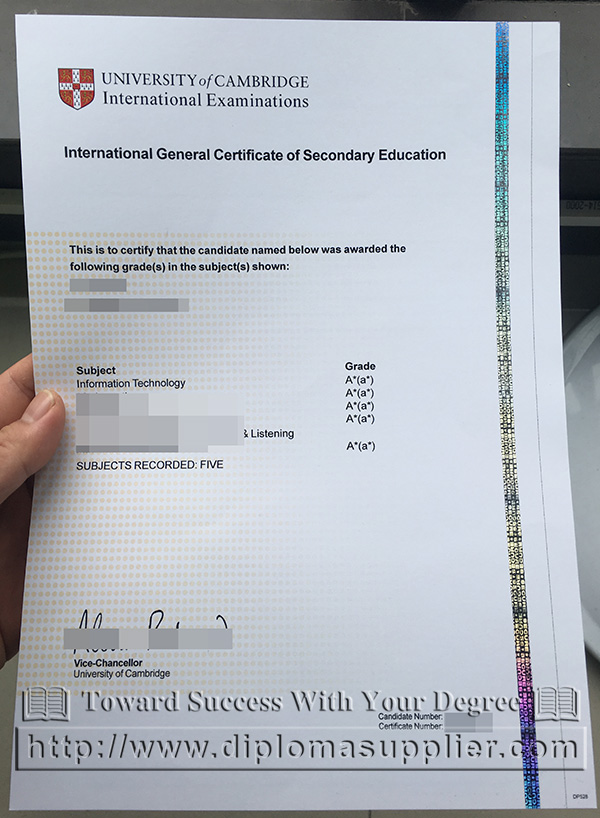 UNIVERSITY of CAMBRIDGE
International Examinations
International General Certificate of Secondary Education
This is to certify that the candidate named below was awarded the
following grade(s) in the subject(s) shown:
Subject Grade
Information Technology A*(a*)
A*(a*)
A*(a*)
A*(a*)
& Listening
A*(a*)
SUBJECTS RECORDED: FIVE
Vice-Chancellor
University of Cambridge
Toward Success With Your Degree
Candidate Number:
Certificate Number:
http://www.diplomasupplier.com
DP528